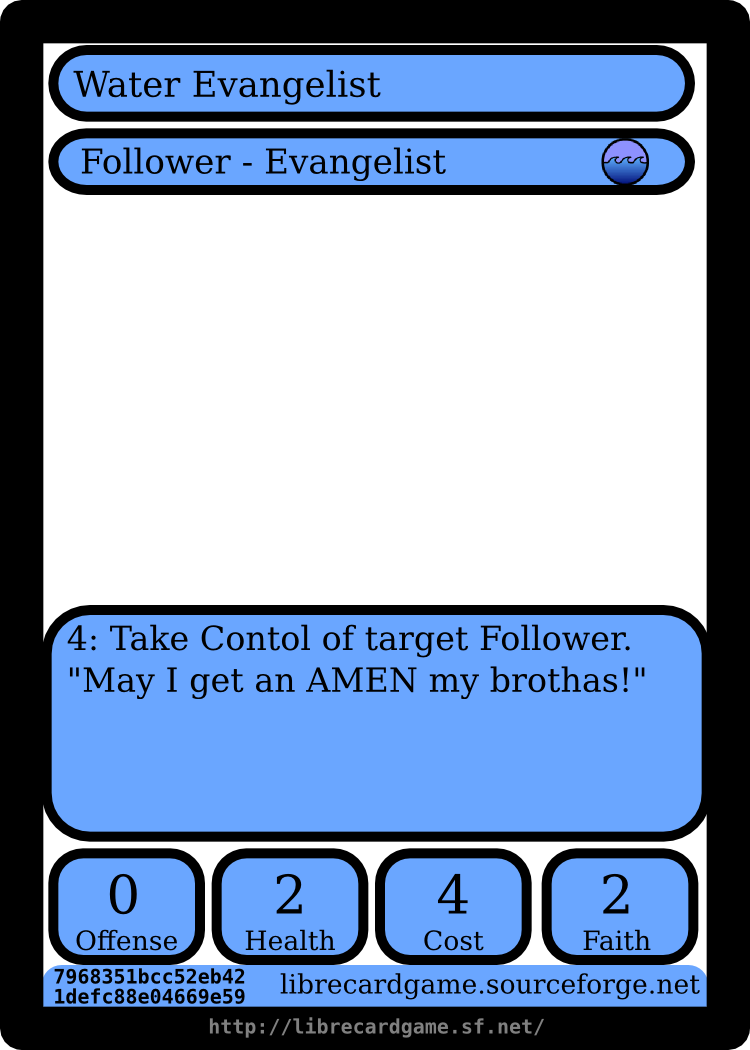 Water Evangelist
Follower - Evangelist
4: Take Contol of target Follower.
"May I get an AMEN my brothas!"
0
Offense
2
Health
4
Cost
2
Faith
7968351bcc52eb42
1defc88e04669e59
librecardgame.sourceforge.net
http://librecardgame.sf.net/